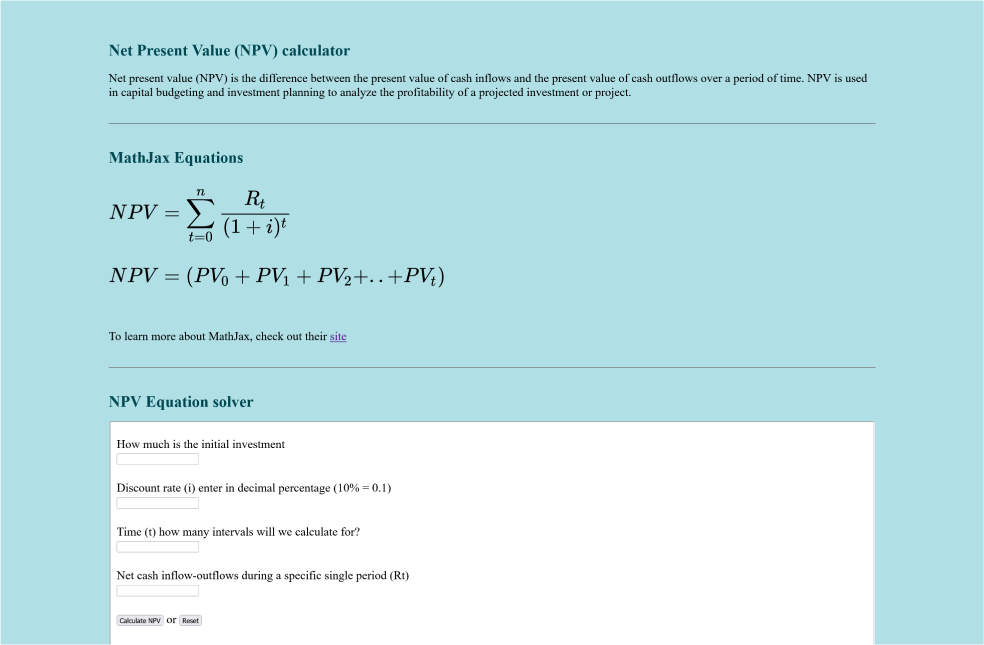 Net Present Value (NPV) calculator
Net present value (NPV) is the difference between the present value of cash inflows and the present value of cash outflows over a period of time. NPV is used
in capital budgeting and investment planning to analyze the profitability of a projected investment or project.
MathJax Equations
NPV = \sum_{t=0}^{n} \frac{R_t}{(1 + i)^t}
NPV = (PV_0 + PV_1 + PV_2+..+PV_t)
To learn more about MathJax, check out their site
NPV Equation solver
How much is the initial investment
Discount rate (i) enter in decimal percentage (10% = 0.1)
Time (t) how many intervals will we calculate for?
Net cash inflow-outflows during a specific single period (Rt)
Calculate NPV or Reset